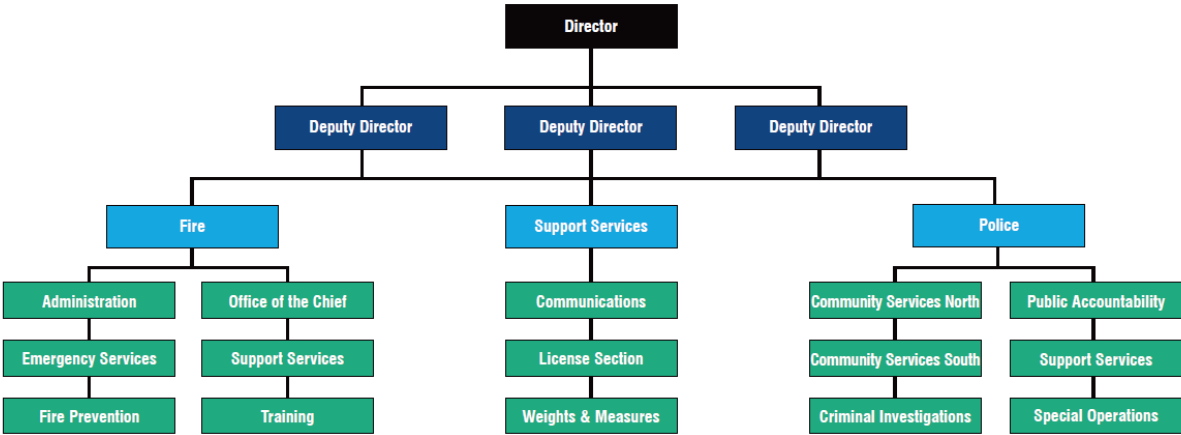 Director
Deputy Director
Deputy Director
Deputy Director
Fire
Support Services
Police
Administration
Office of the Chief
Communications
Community Services North
Public Accountability
Emergency Services
Support Services
License Section
Community Services South
Support Services
Fire Prevention
Training
Weights & Measures
Criminal Investigations
Special Operations